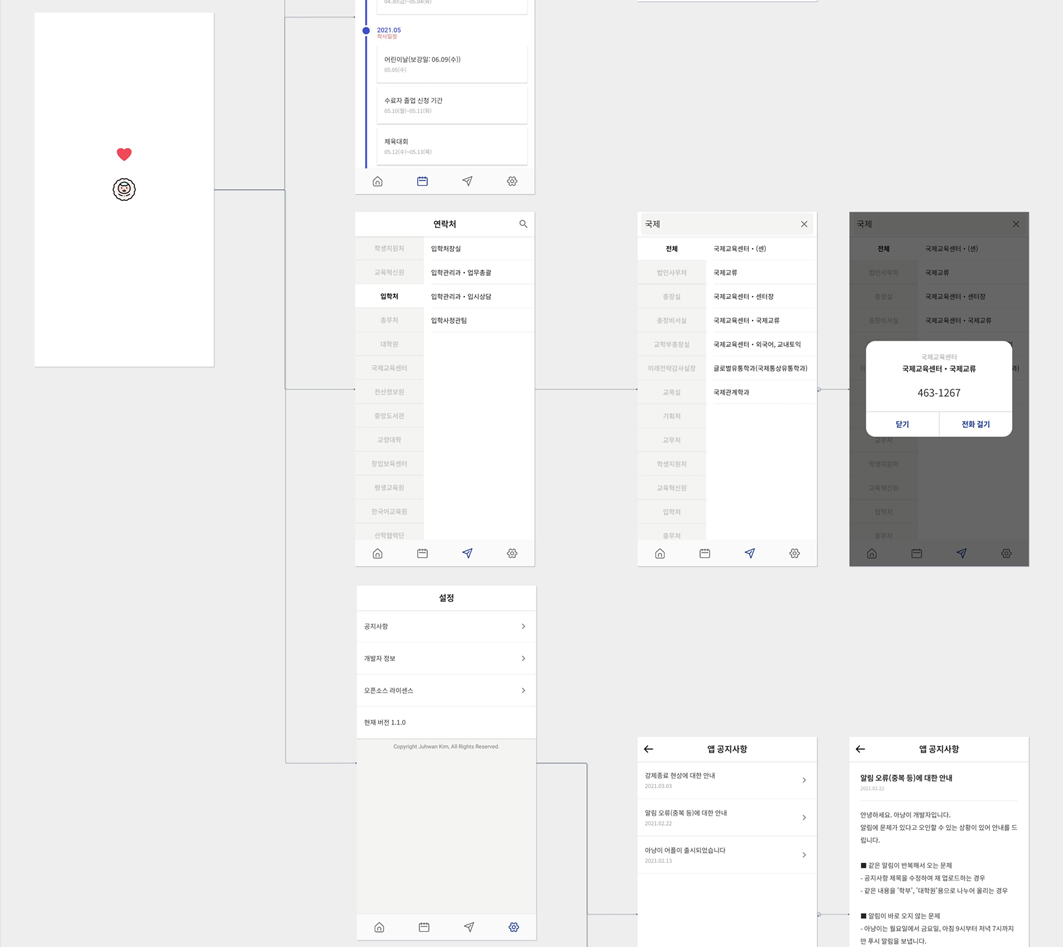 04.30(금)~05.04(화)
2021.05
학사일정
어린이날(보강일: 06.09(수))
05.05(수)
수료자 졸업 신청 기간
05.10(월)~05.11(화)
체육대회
05.12(수)~05.13(목)
연락처
학생지원처
교육혁신원
입학처
총무처
대학원
국제교육센터
전산정보원
중앙도서관
교양대학
창업보육센터
평생교육원
한국어교육원
산학협력단
입학처장실
입학관리과 • 업무총괄
입학관리과 • 입시상담
입학사정관팀
국제
전체
법인사무처
총장실
총장비서실
교학부총장실
미래전략감사실장
교목실
기획처
교무처
학생지원처
교육혁신원
입학처
총무처
국제교육센터 • (센)
국제교류
국제교육센터 • 센터장
국제교육센터 • 국제교류
국제교육센터 • 외국어, 교내토익
글로벌유통학과(국제통상유통학과)
국제관계학과
국제
전체
법인사무처
총장실
총장비서실
교무처
학생지원처
교육혁신원
입학처
총무처
국제교육센터 • (센)
국제교류
국제교육센터 • 센터장
국제교육센터 • 국제교류
국제교육센터
국제교육센터 • 국제교류
463-1267
닫기
전화 걸기
설정
공지사항
개발자 정보
오픈소스 라이센스
현재 버전 1.1.0
Copyright Juhwan Kim, All Rights Reserved.
앱 공지사항
강제종료 현상에 대한 안내
2021.03.03
알림 오류(중복 등)에 대한 안내
2021.02.22
아냥이 어플이 출시되었습니다
2021.02.13
앱 공지사항
알림 오류(중복 등)에 대한 안내
2021.02.22
안녕하세요. 아냥이 개발자입니다.
알림에 문제가 있다고 오인할 수 있는 상황이 있어 안내를 드
립니다.
■ 같은 알림이 반복해서 오는 문제
- 공지사항 제목을 수정하여 재 업로드하는 경우
- 같은 내용을 '학부', '대학원'용으로 나누어 올리는 경우
■ 알림이 바로 오지 않는 문제
- 아냥이는 월요일에서 금요일, 아침 9시부터 저녁 7시까지
만 푸시 알림을 보냅니다.